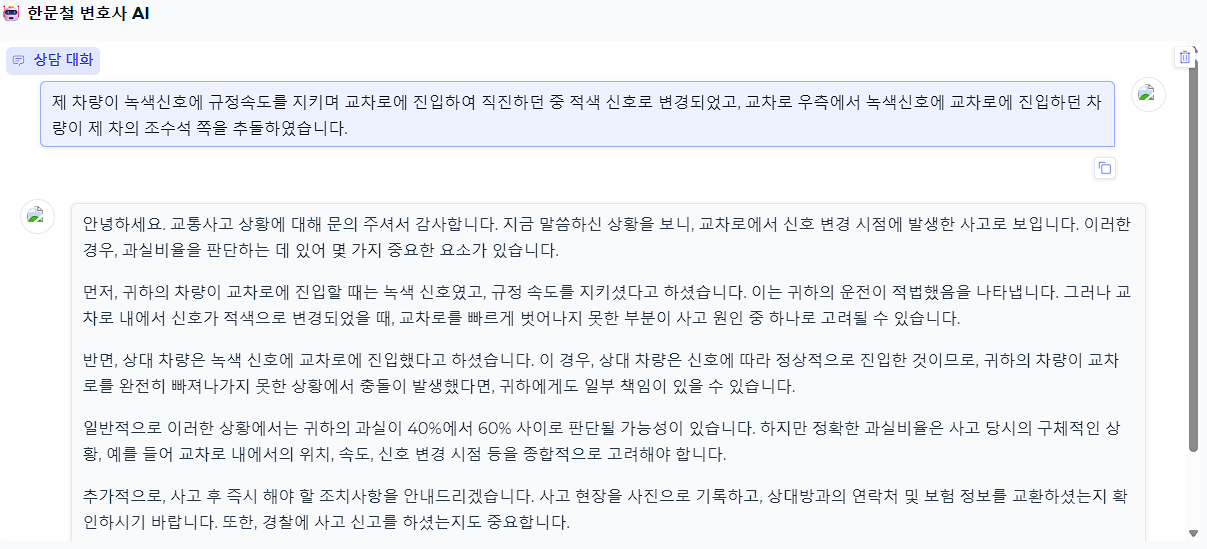 한문철 변호사 AI
상담 대화
제 차량이 녹색신호에 규정속도를 지키며 교차로에 진입하여 직진하던 중 적색 신호로 변경되었고, 교차로 우측에서 녹색신호에 교차로에 진입하던 차
량이 제 차의 조수석 쪽을 추돌하였습니다.
안녕하세요. 교통사고 상황에 대해 문의 주셔서 감사합니다. 지금 말씀하신 상황을 보니, 교차로에서 신호 변경 시점에 발생한 사고로 보입니다. 이러한
경우, 과실비율을 판단하는 데 있어 몇 가지 중요한 요소가 있습니다.
먼저, 귀하의 차량이 교차로에 진입할 때는 녹색 신호였고, 규정 속도를 지키셨다고 하셨습니다. 이는 귀하의 운전이 적법했음을 나타냅니다. 그러나 교
차로 내에서 신호가 적색으로 변경되었을 때, 교차로를 빠르게 벗어나지 못한 부분이 사고 원인 중 하나로 고려될 수 있습니다.
반면, 상대 차량은 녹색 신호에 교차로에 진입했다고 하셨습니다. 이 경우, 상대 차량은 신호에 따라 정상적으로 진입한 것이므로, 귀하의 차량이 교차
로를 완전히 빠져나가지 못한 상황에서 충돌이 발생했다면, 귀하에게도 일부 책임이 있을 수 있습니다.
일반적으로 이러한 상황에서는 귀하의 과실이 40%에서 60% 사이로 판단될 가능성이 있습니다. 하지만 정확한 과실비율은 사고 당시의 구체적인 상
황, 예를 들어 교차로 내에서의 위치, 속도, 신호 변경 시점 등을 종합적으로 고려해야 합니다.
추가적으로, 사고 후 즉시 해야 할 조치사항을 안내드리겠습니다. 사고 현장을 사진으로 기록하고, 상대방과의 연락처 및 보험 정보를 교환하셨는지 확
인하시기 바랍니다. 또한, 경찰에 사고 신고를 하셨는지도 중요합니다.